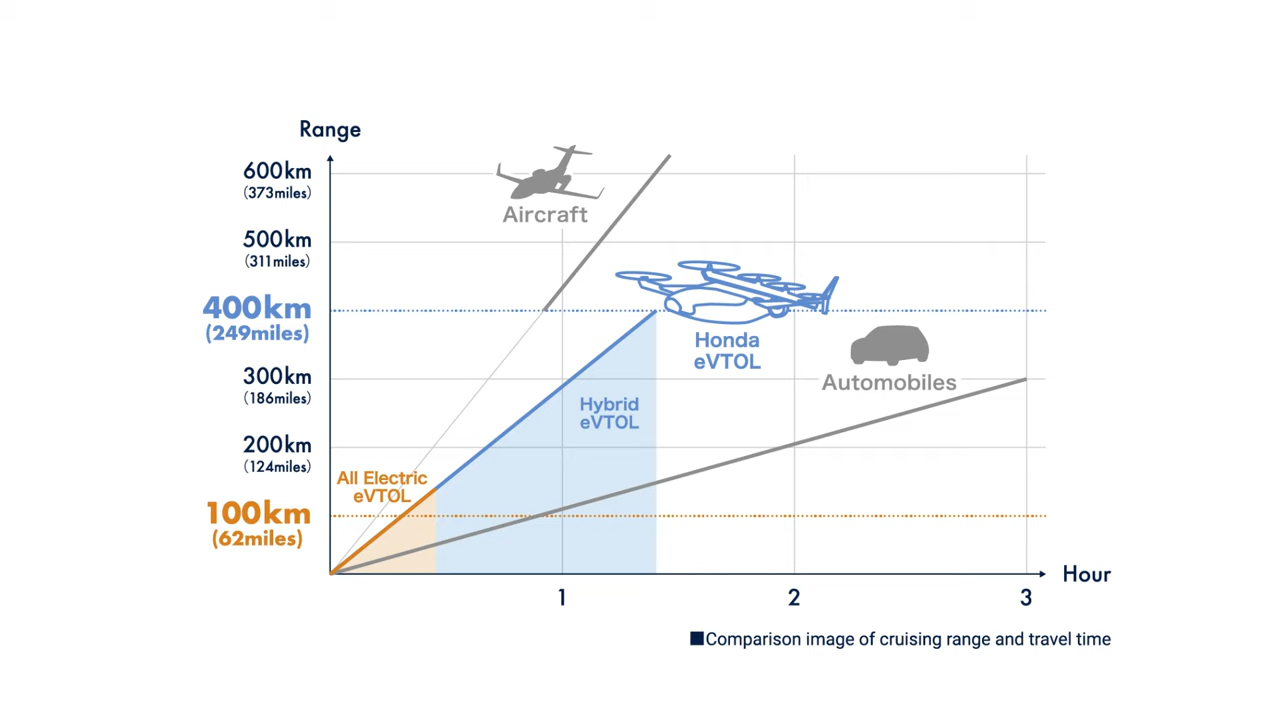 Range
600km
(373miles)
500km
(311miles)
400km
(249miles)
300km
(186miles)
200km
(124miles)
100km
(62miles)
Aircraft
Honda
eVTOL
Automobiles
Hybrid
eVTOL
All Electric
eVTOL
Hour
1
2
3
■Comparison image of cruising range and travel time